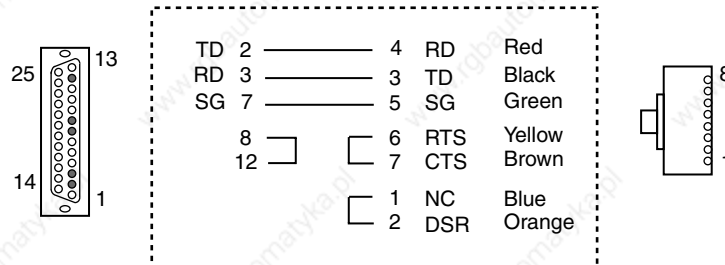 25 13
14 1
TD 2 4 RD Red
RD 3 3 TD Black
SG 7 5 SG Green
8 6 RTS Yellow
12 7 CTS Brown
1 NC Blue
2 DSR Orange
8